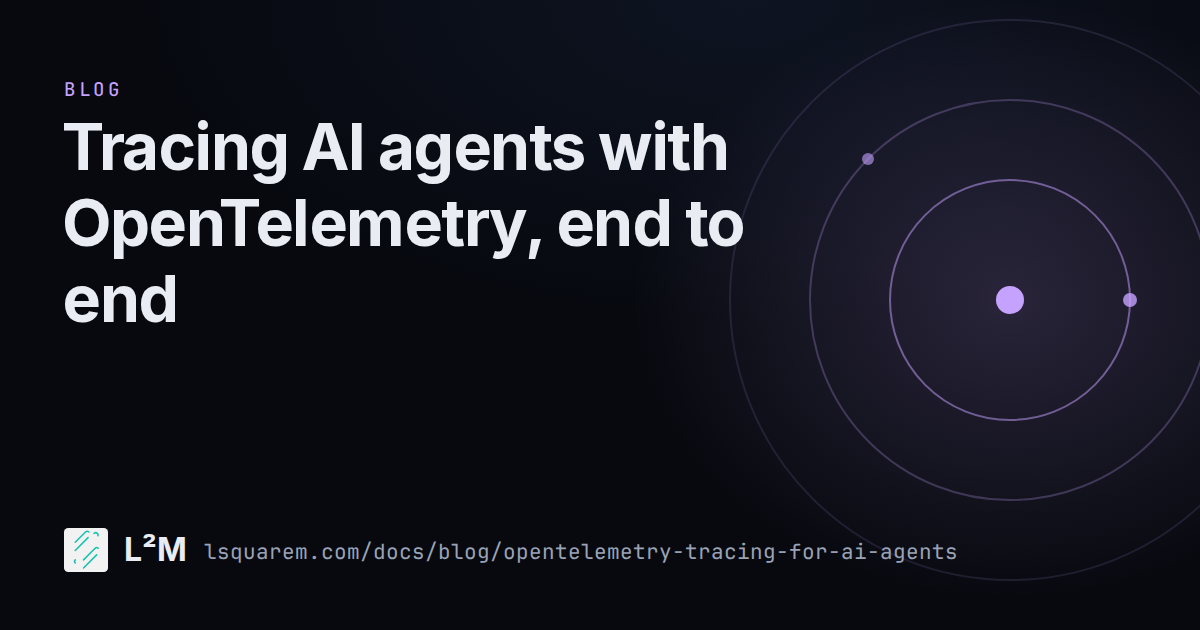 BLOG
Tracing AI agents with
OpenTelemetry, end to
end
L²M lsquarem.com/docs/blog/opentelemetry-tracing-for-ai-agents